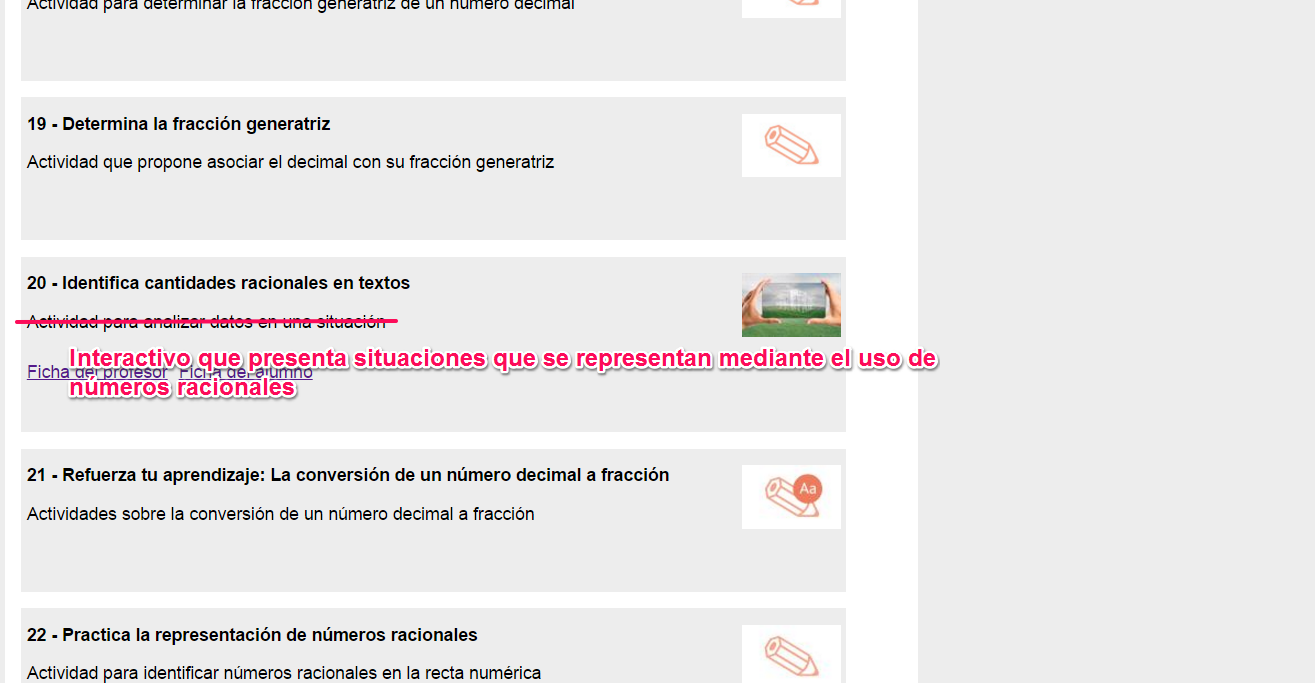 Actividad para determinar la fracción generatriz de un número decimal
19 - Determina la fracción generatriz
Actividad que propone asociar el decimal con su fracción generatriz
20 - Identifica cantidades racionales en textos
Actividad para analizar datos en una situación
Interactivo que presenta situaciones que se representan mediante el uso de
números racionales
Ficha del profesor Ficha del alumno
21 - Refuerza tu aprendizaje: La conversión de un número decimal a fracción
Aa
Actividades sobre la conversión de un número decimal a fracción
22 - Practica la representación de números racionales
Actividad para identificar números racionales en la recta numérica